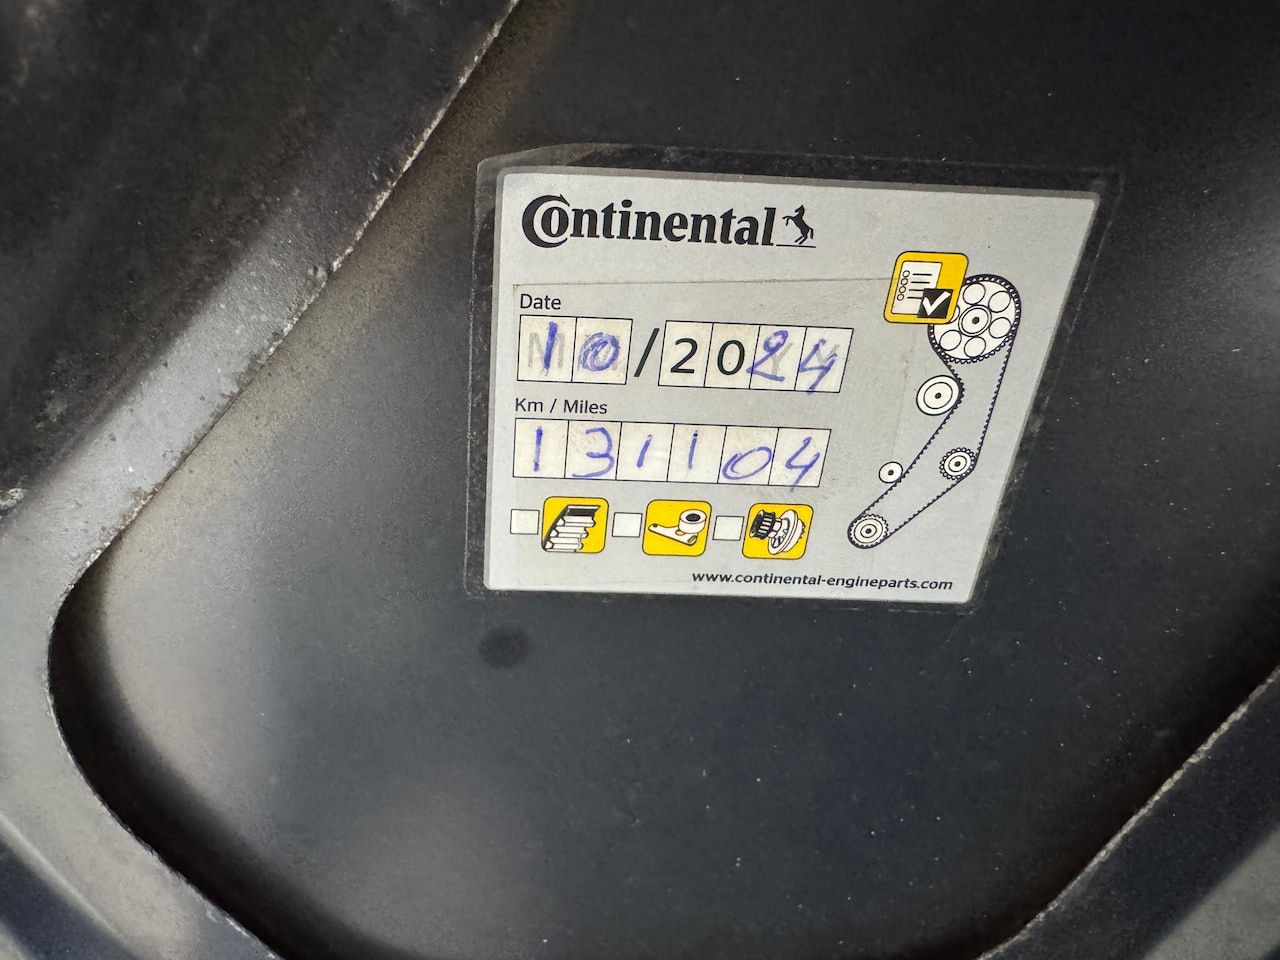 Continental
Date
10/2024
Km / Miles
131104
www.continental-engineparts.com